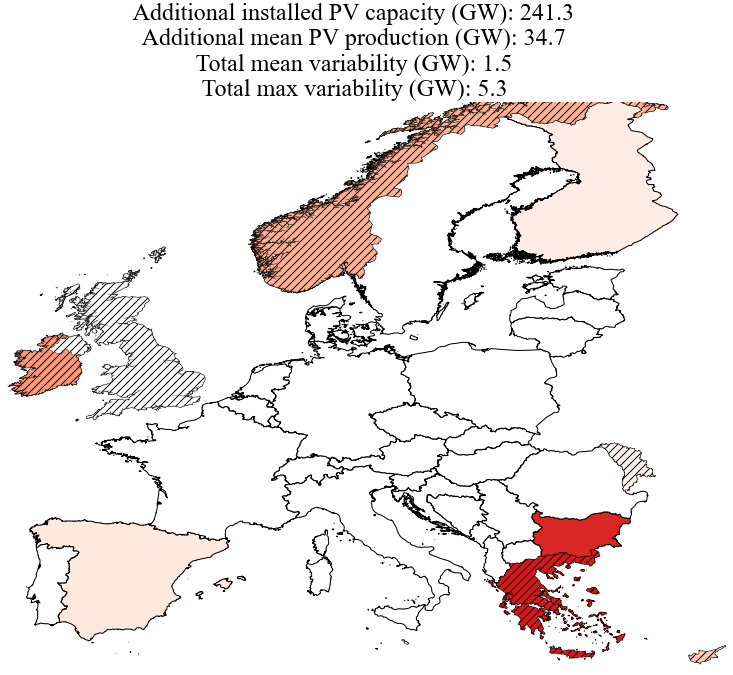 Additional installed PV capacity (GW): 241.3
Additional mean PV production (GW): 34.7
Total mean variability (GW): 1.5
Total max variability (GW): 5.3